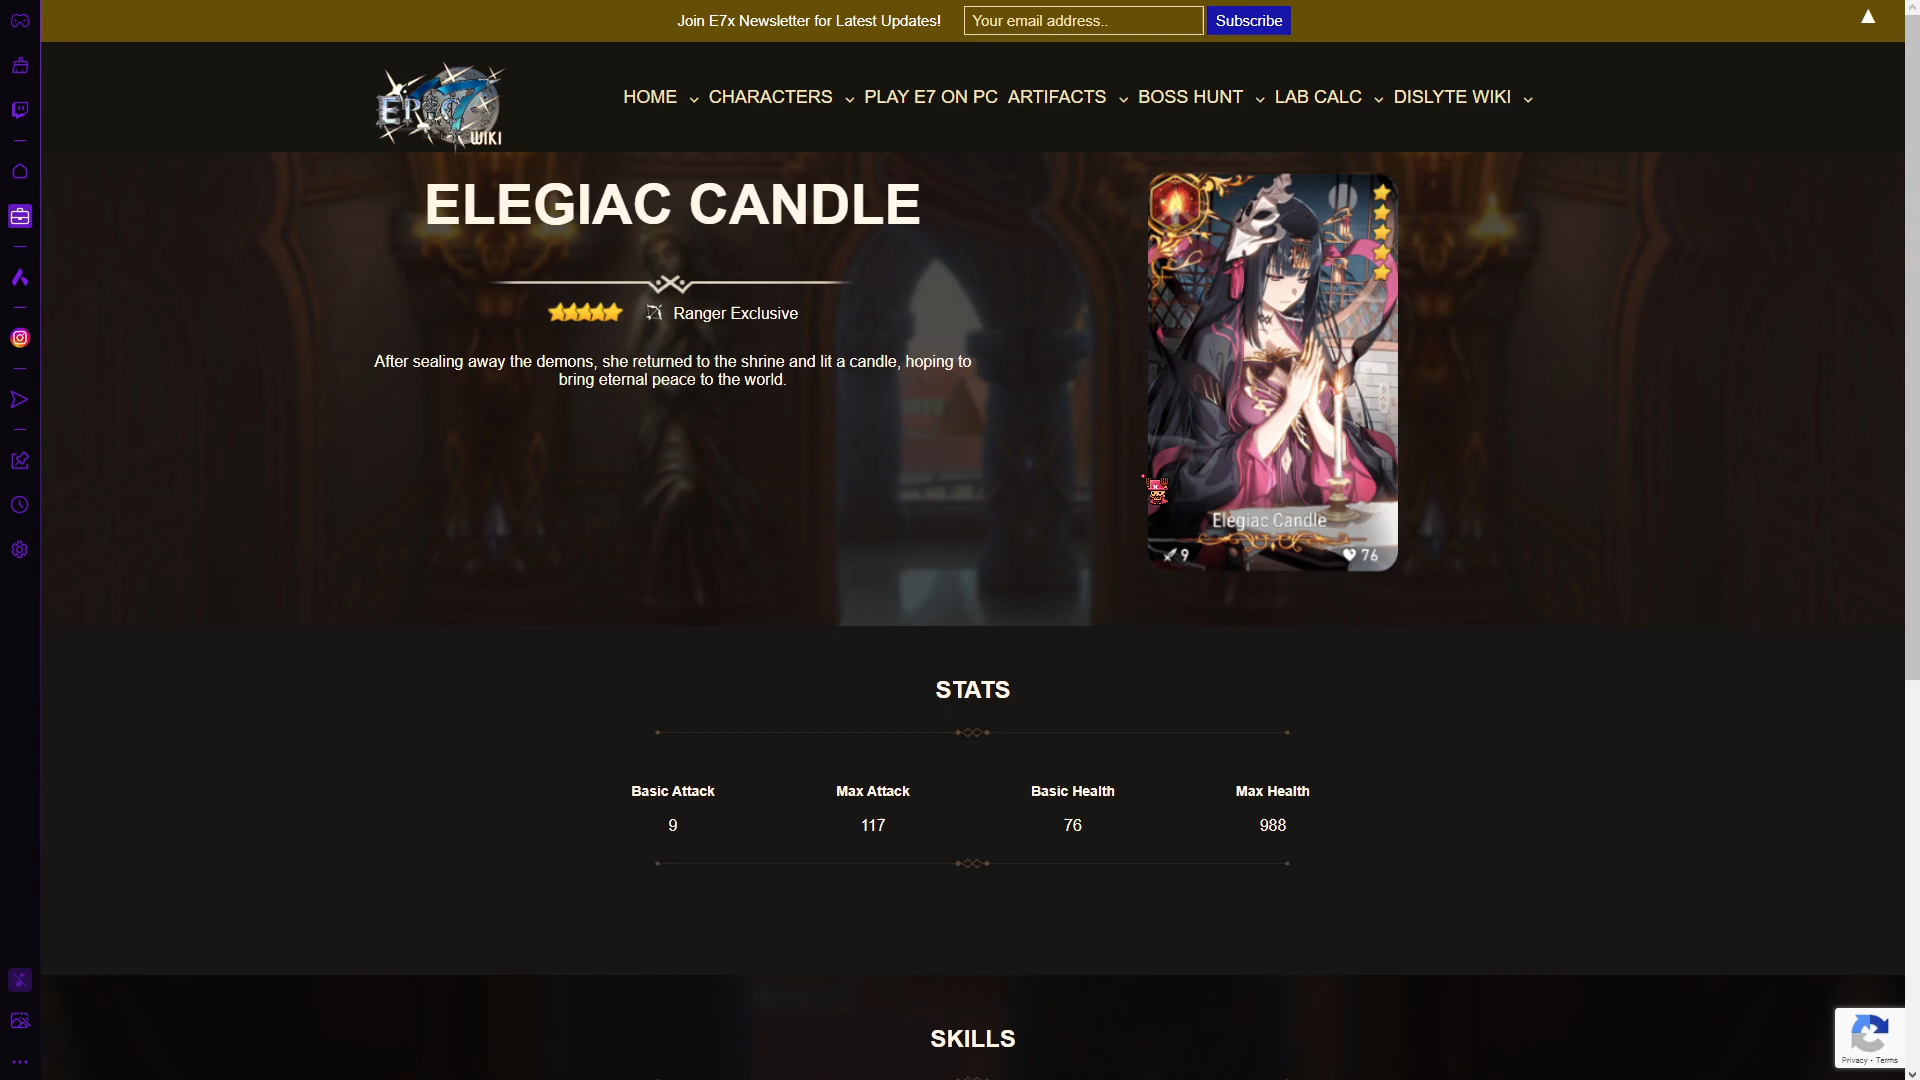 Join E7x Newsletter for Latest Updates!
Your email address..
Subscribe
▲
EPIC7
WIKI
HOME
CHARACTERS
PLAY E7 ON PC
ARTIFACTS
BOSS HUNT
LAB CALC
DISLYTE WIKI
ELEGIAC CANDLE
Ranger Exclusive
After sealing away the demons, she returned to the shrine and lit a candle, hoping to
bring eternal peace to the world.
Elegiac Candle
9
76
STATS
Basic Attack
Max Attack
Basic Health
Max Health
9
117
76
988
SKILLS
Privacy - Terms